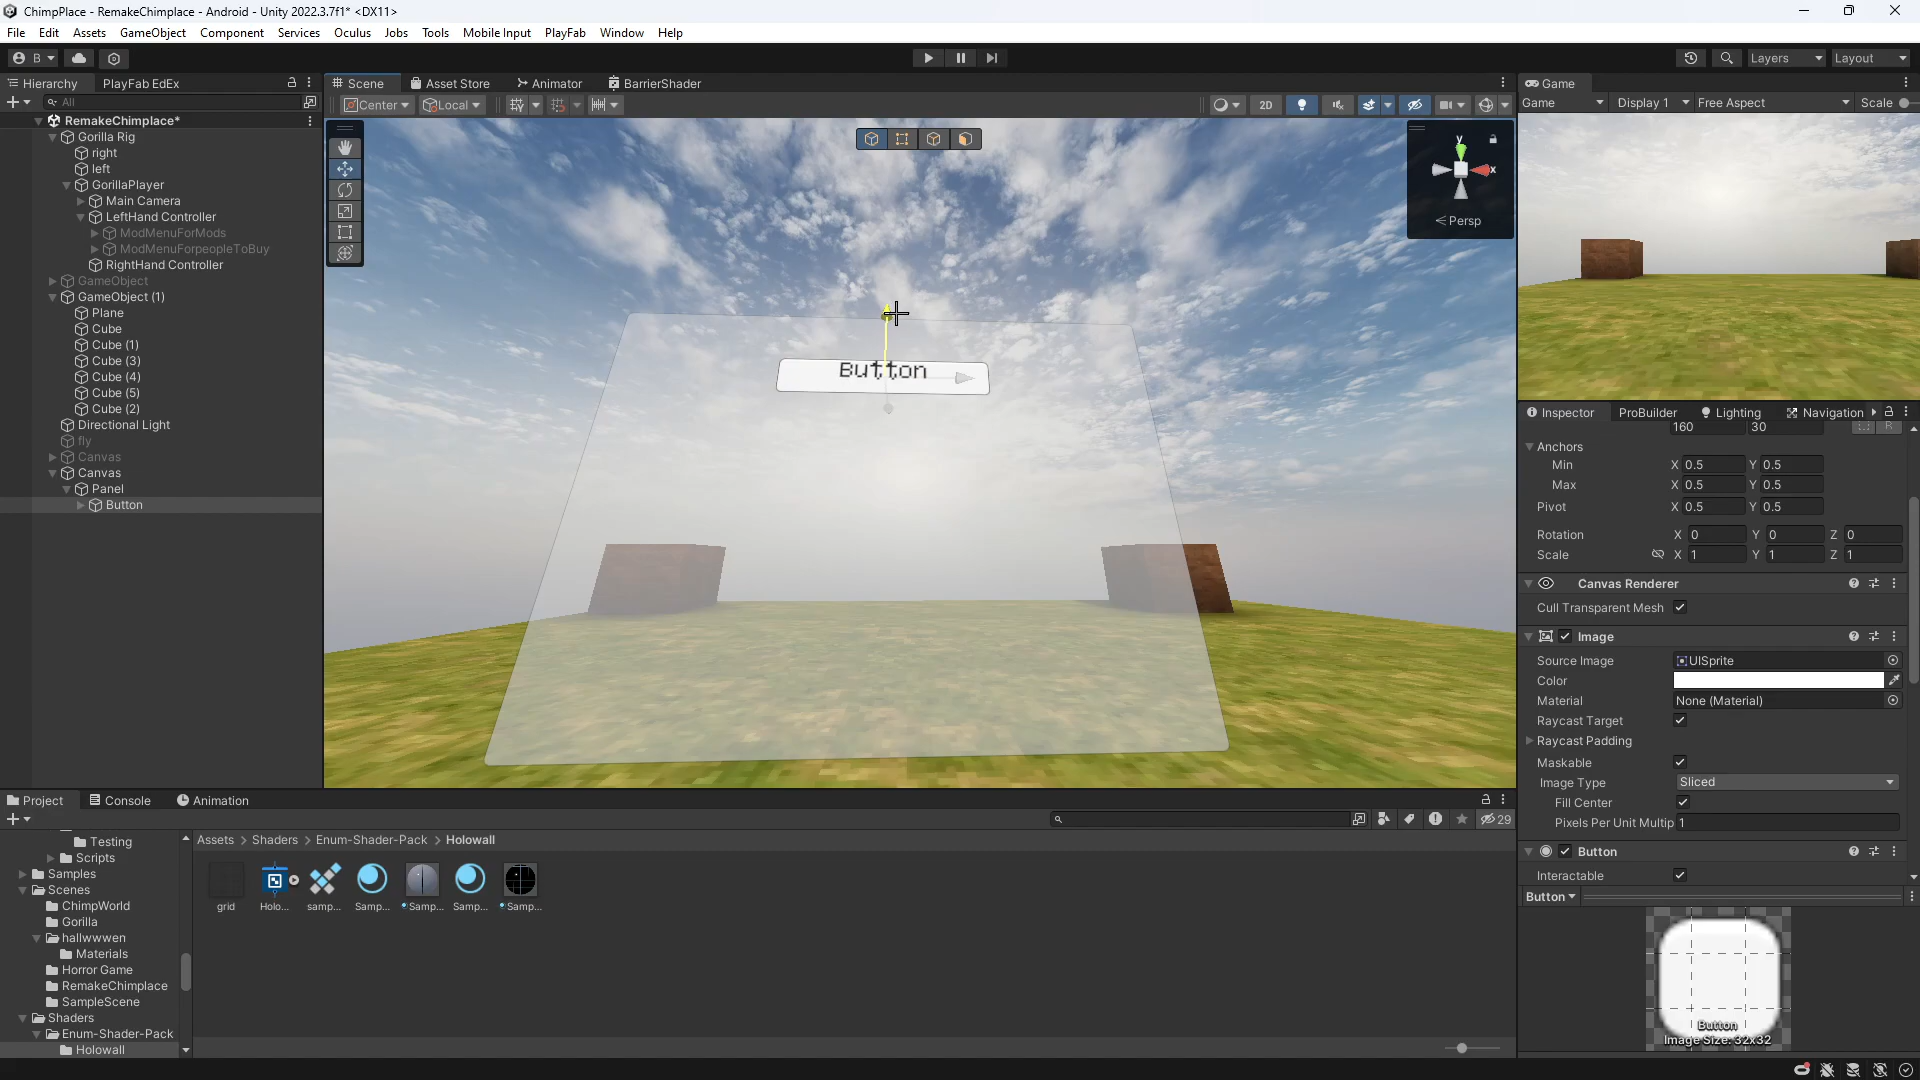 ChimpPlace - RemakeChimplace - Android - Unity 2022.3.7f1* <DX11>
File Edit Assets GameObject Component Services Oculus Jobs Tools Mobile Input PlayFab Window Help
B Layers Layout
Hierarchy PlayFab EdEx
All
RemakeChimplace*
Gorilla Rig
right
left
GorillaPlayer
Main Camera
LeftHand Controller
ModMenuForMods
ModMenuForpeopleToBuy
RightHand Controller
GameObject
GameObject (1)
Plane
Cube
Cube (1)
Cube (3)
Cube (4)
Cube (5)
Cube (2)
Directional Light
fly
Canvas
Canvas
Panel
Button
Scene Asset Store Animator BarrierShader
Center Local 2D
y
x
Persp
Button
Game
Game Display 1 Free Aspect Scale
Inspector ProBuilder Lighting Navigation
160 30 R
Anchors
Min X 0.5 Y 0.5
Max X 0.5 Y 0.5
Pivot X 0.5 Y 0.5
Rotation X 0 Y 0 Z 0
Scale X 1 Y 1 Z 1
Canvas Renderer
Cull Transparent Mesh
Image
Source Image UISprite
Color
Material None (Material)
Raycast Target
Raycast Padding
Maskable
Image Type Sliced
Fill Center
Pixels Per Unit Multip 1
Button
Interactable
Button
Button
Image Size: 32x32
Project Console Animation
29
Testing
Scripts
Samples
Scenes
ChimpWorld
Gorilla
hallwwwen
Materials
Horror Game
RemakeChimplace
SampleScene
Shaders
Enum-Shader-Pack
Holowall
Assets > Shaders > Enum-Shader-Pack > Holowall
grid Holo... samp... Samp... Samp... Samp... Samp...